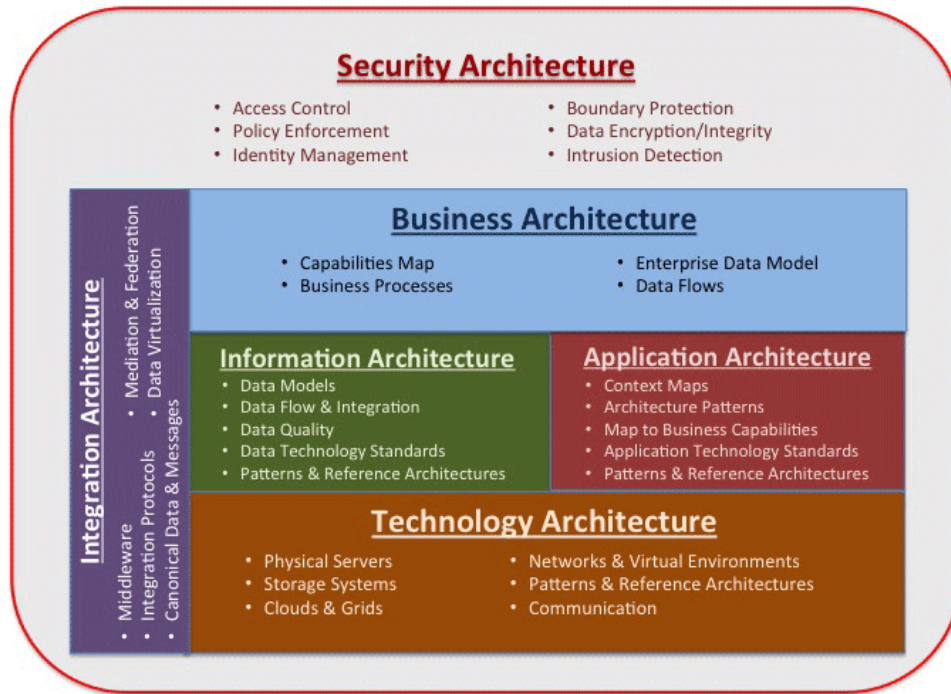 Security Architecture
• Access Control
• Policy Enforcement
• Identity Management
• Boundary Protection
• Data Encryption/Integrity
• Intrusion Detection
Integration Architecture
• Middleware
• Integration Protocols
• Canonical Data & Messages
• Mediation & Federation
• Data Virtualization
Business Architecture
• Capabilities Map
• Business Processes
• Enterprise Data Model
• Data Flows
Information Architecture
• Data Models
• Data Flow & Integration
• Data Quality
• Data Technology Standards
• Patterns & Reference Architectures
Application Architecture
• Context Maps
• Architecture Patterns
• Map to Business Capabilities
• Application Technology Standards
• Patterns & Reference Architectures
Technology Architecture
• Physical Servers
• Storage Systems
• Clouds & Grids
• Networks & Virtual Environments
• Patterns & Reference Architectures
• Communication